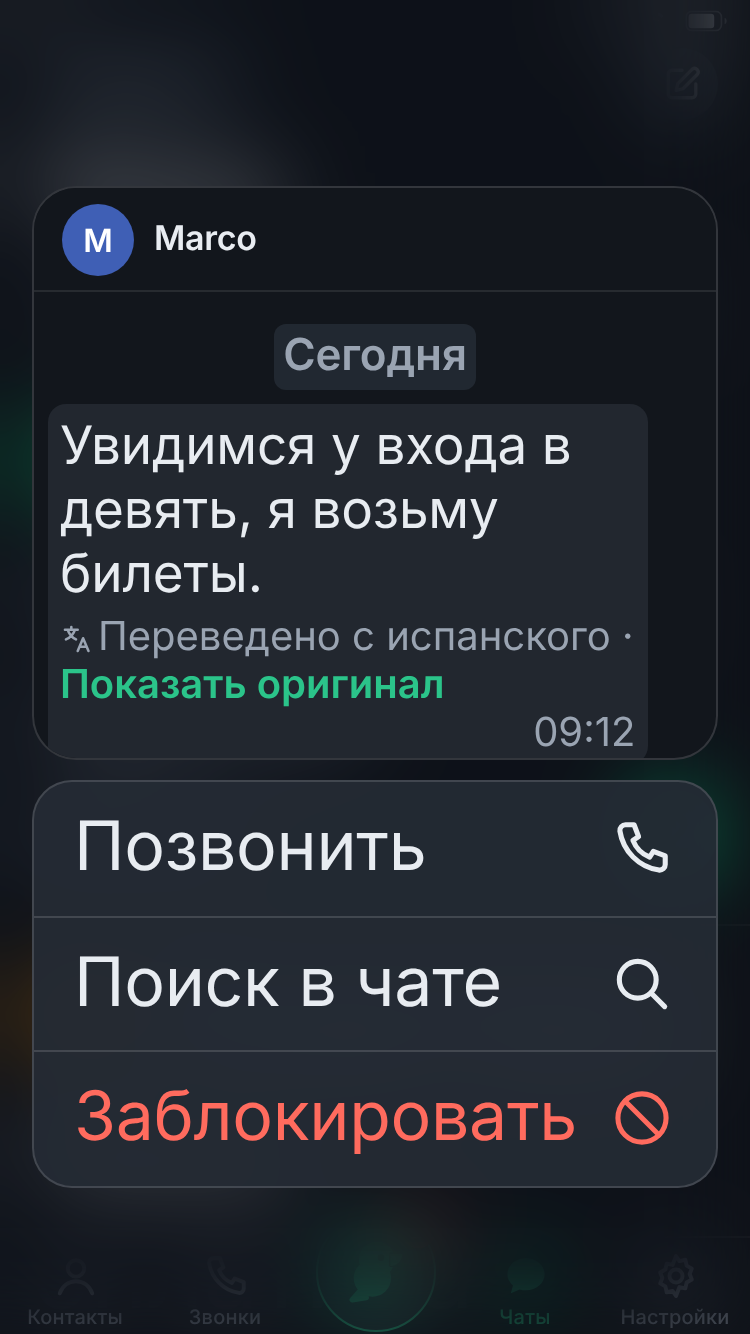 M Marco
Сегодня
Увидимся у входа в
девять, я возьму
билеты.
Переведено с испанского ·
Показать оригинал
09:12
Позвонить
Поиск в чате
Заблокировать
Контакты Звонки Чаты Настройки